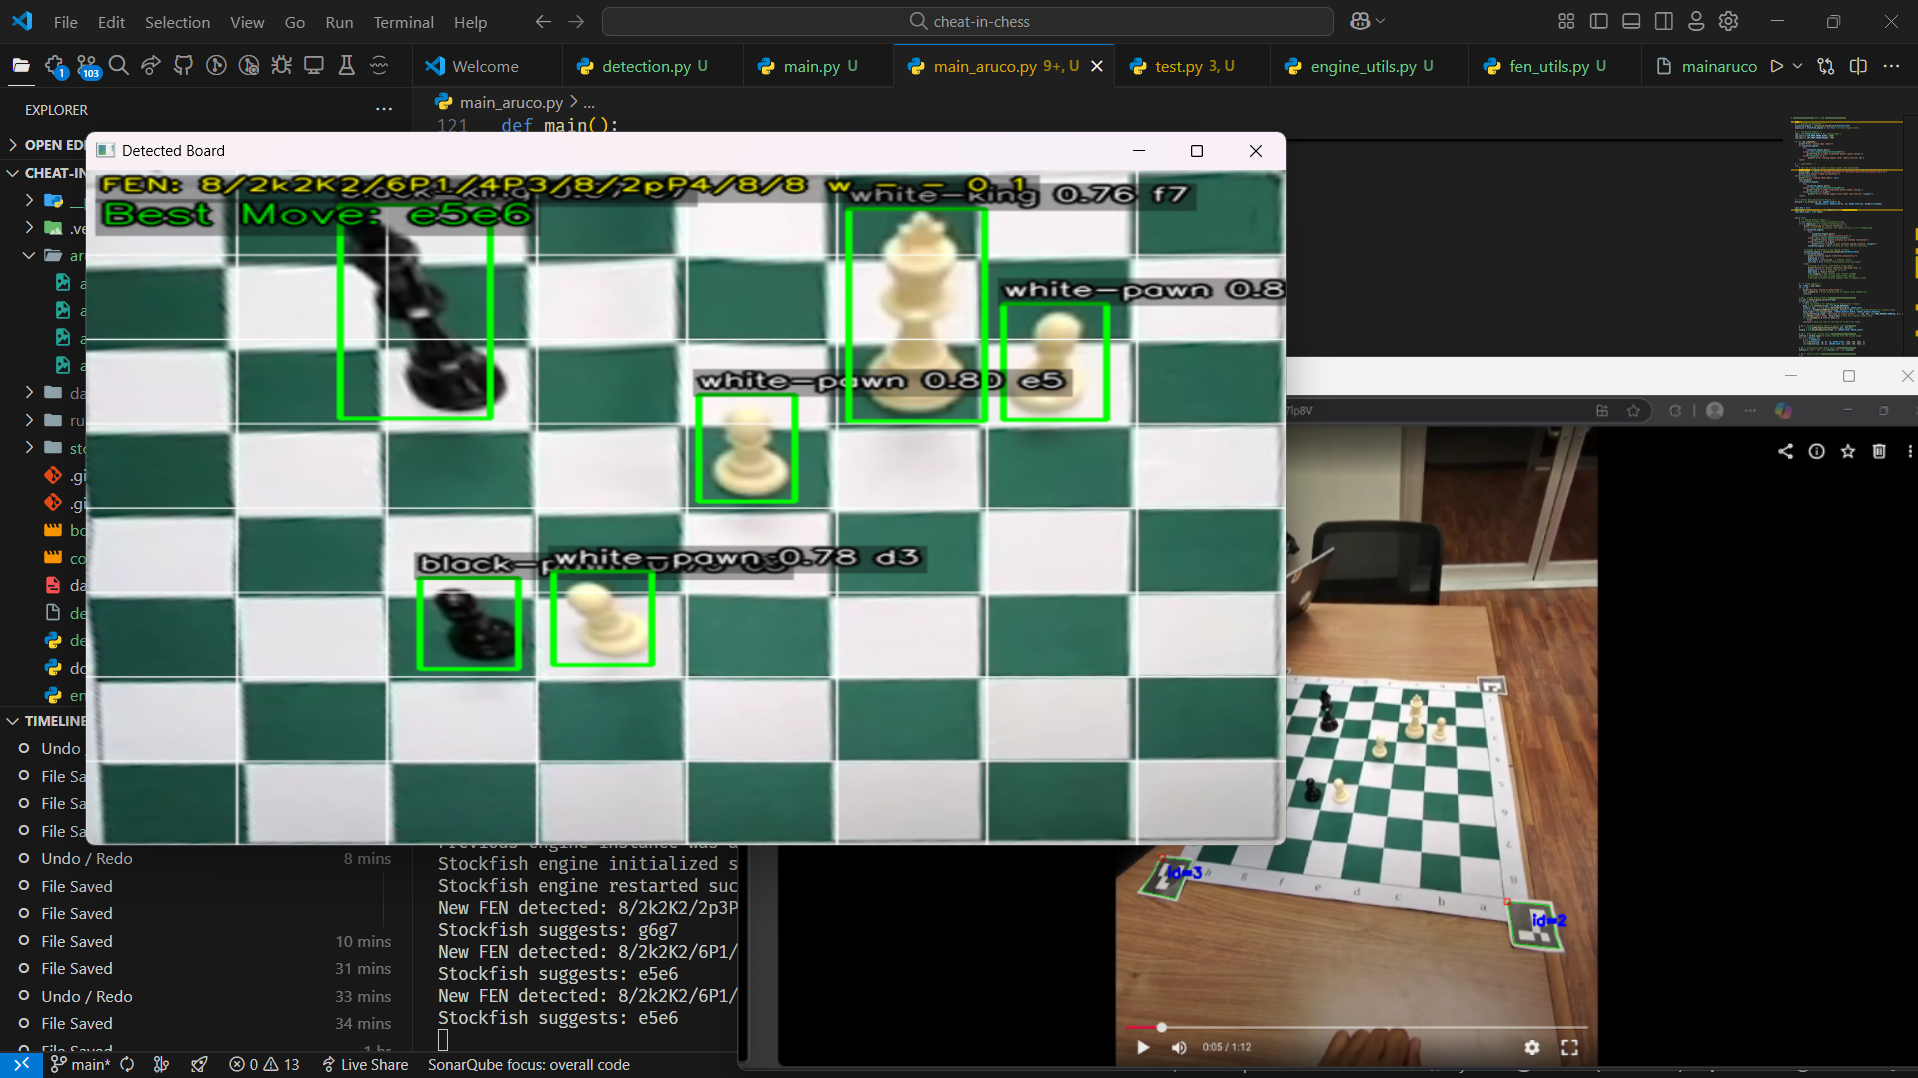 File Edit Selection View Go Run Terminal Help
cheat-in-chess
1
103
Welcome
detection.py U
main.py U
main_aruco.py 9+, U
test.py 3, U
engine_utils.py U
fen_utils.py U
mainaruco
EXPLORER
main_aruco.py > ...
121 def main():
OPEN EDI
CHEAT-IN
Detected Board
FEN: 8/2k2K2/6P1/4P3/8/2pP4/8/8 w - - 0 1
Best Move: e5e6
white-king 0.76 f7
white-pawn 0.8
white-pawn 0.80 e5
white-pawn 0.78 d3
TIMELINE
Undo
File Sa
File Sa
File Sa
Undo / Redo 8 mins
File Saved
File Saved
File Saved 10 mins
File Saved 31 mins
Undo / Redo 33 mins
File Saved 34 mins
Stockfish engine initialized s
Stockfish engine restarted suc
New FEN detected: 8/2k2K2/2p3P
Stockfish suggests: g6g7
New FEN detected: 8/2k2K2/6P1/
Stockfish suggests: e5e6
New FEN detected: 8/2k2K2/6P1/
Stockfish suggests: e5e6
7lp8V
id=3
id=2
h g f e d c b a
0:05 / 1:12
main* 0 13 Live Share SonarQube focus: overall code